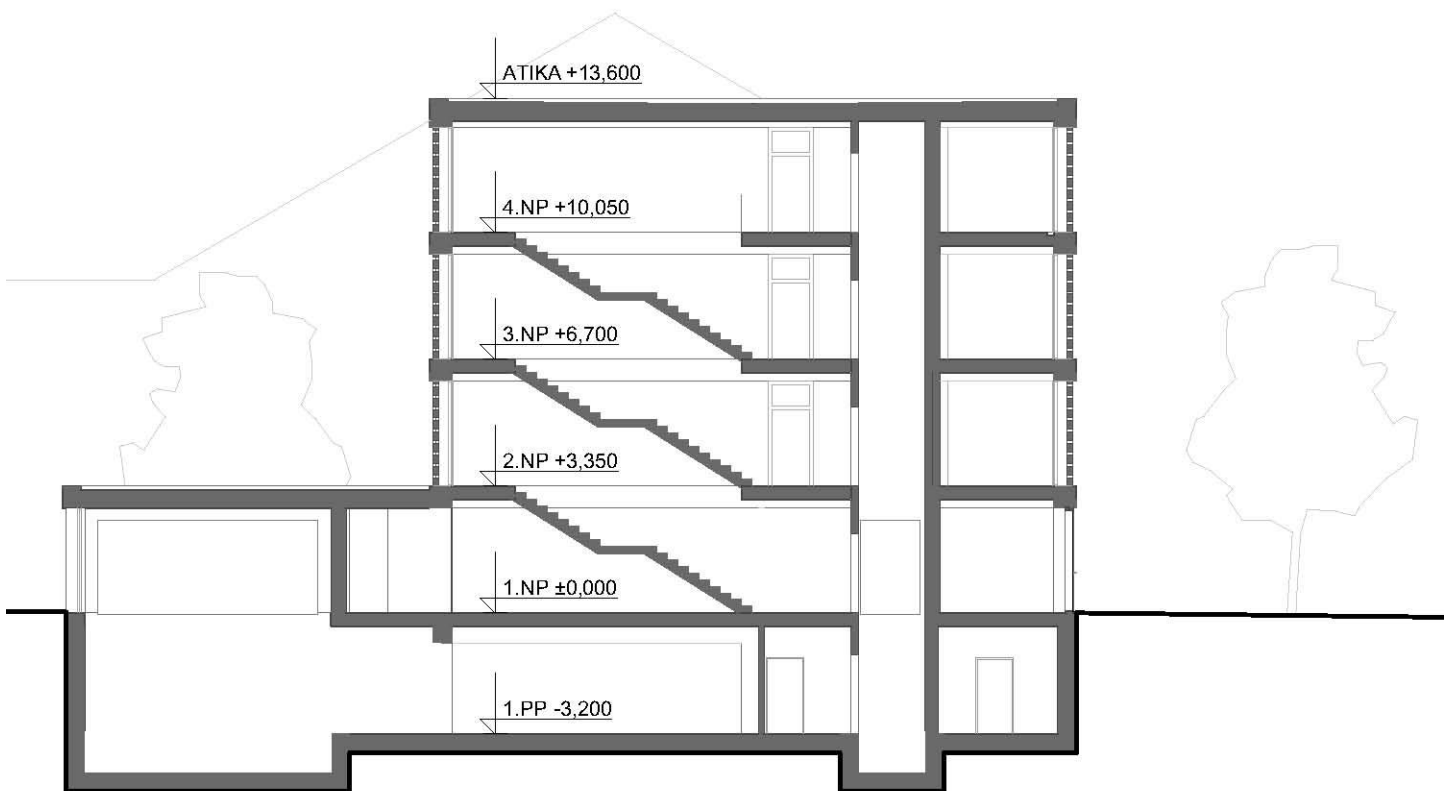 ATIKA +13,600
4.NP +10,050
3.NP +6,700
2.NP +3,350
1.NP ±0,000
1.PP -3,200